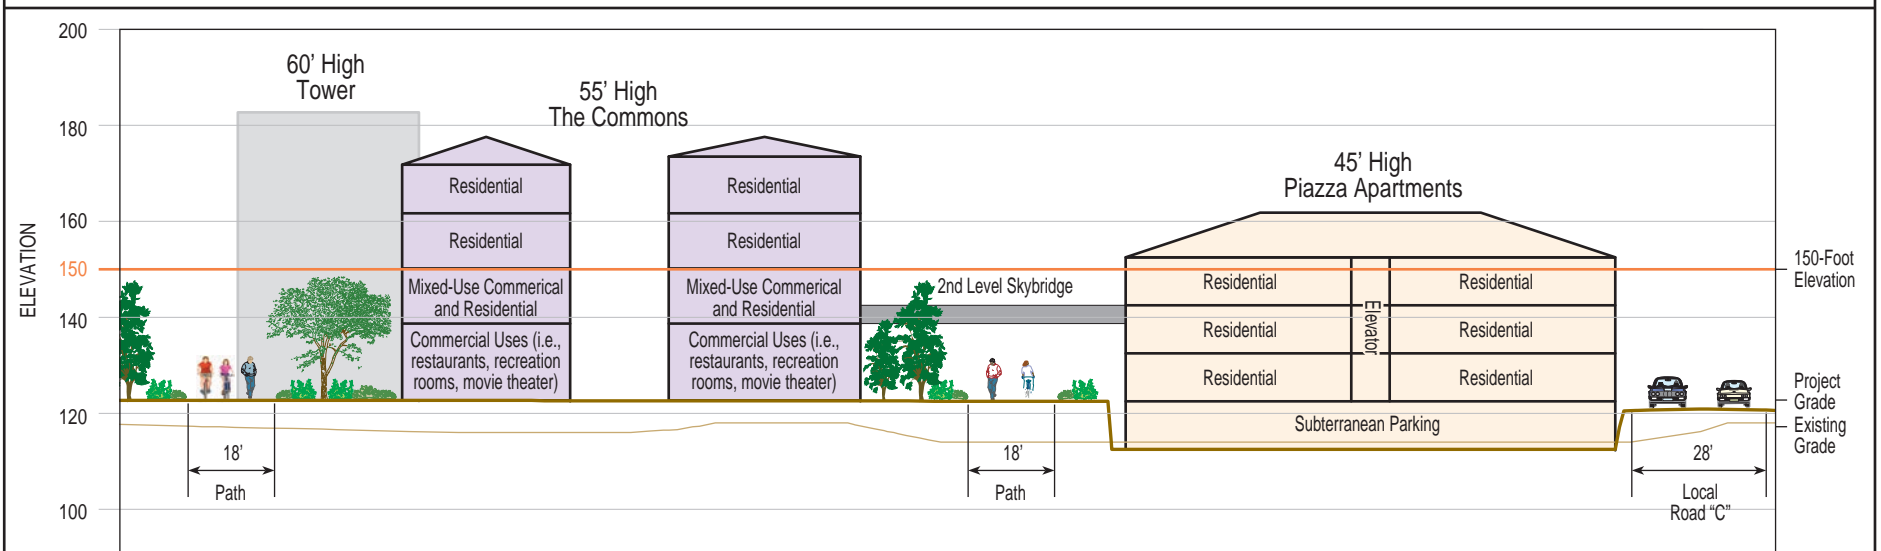 200
60’ High
Tower
55’ High
The Commons
180
45’ High
Piazza Apartments
Residential
Residential
160
ELEVATION
Residential
Residential
150
150-Foot
Elevation
Mixed-Use Commerical
and Residential
Mixed-Use Commerical
and Residential
2nd Level Skybridge
Residential
Residential
140
Commercial Uses (i.e.,
restaurants, recreation
rooms, movie theater)
Commercial Uses (i.e.,
restaurants, recreation
rooms, movie theater)
Residential
Elevator
Residential
Residential
Residential
Project
Grade
120
Subterranean Parking
Existing
Grade
18’
Path
18’
Path
28’
Local
Road “C”
100